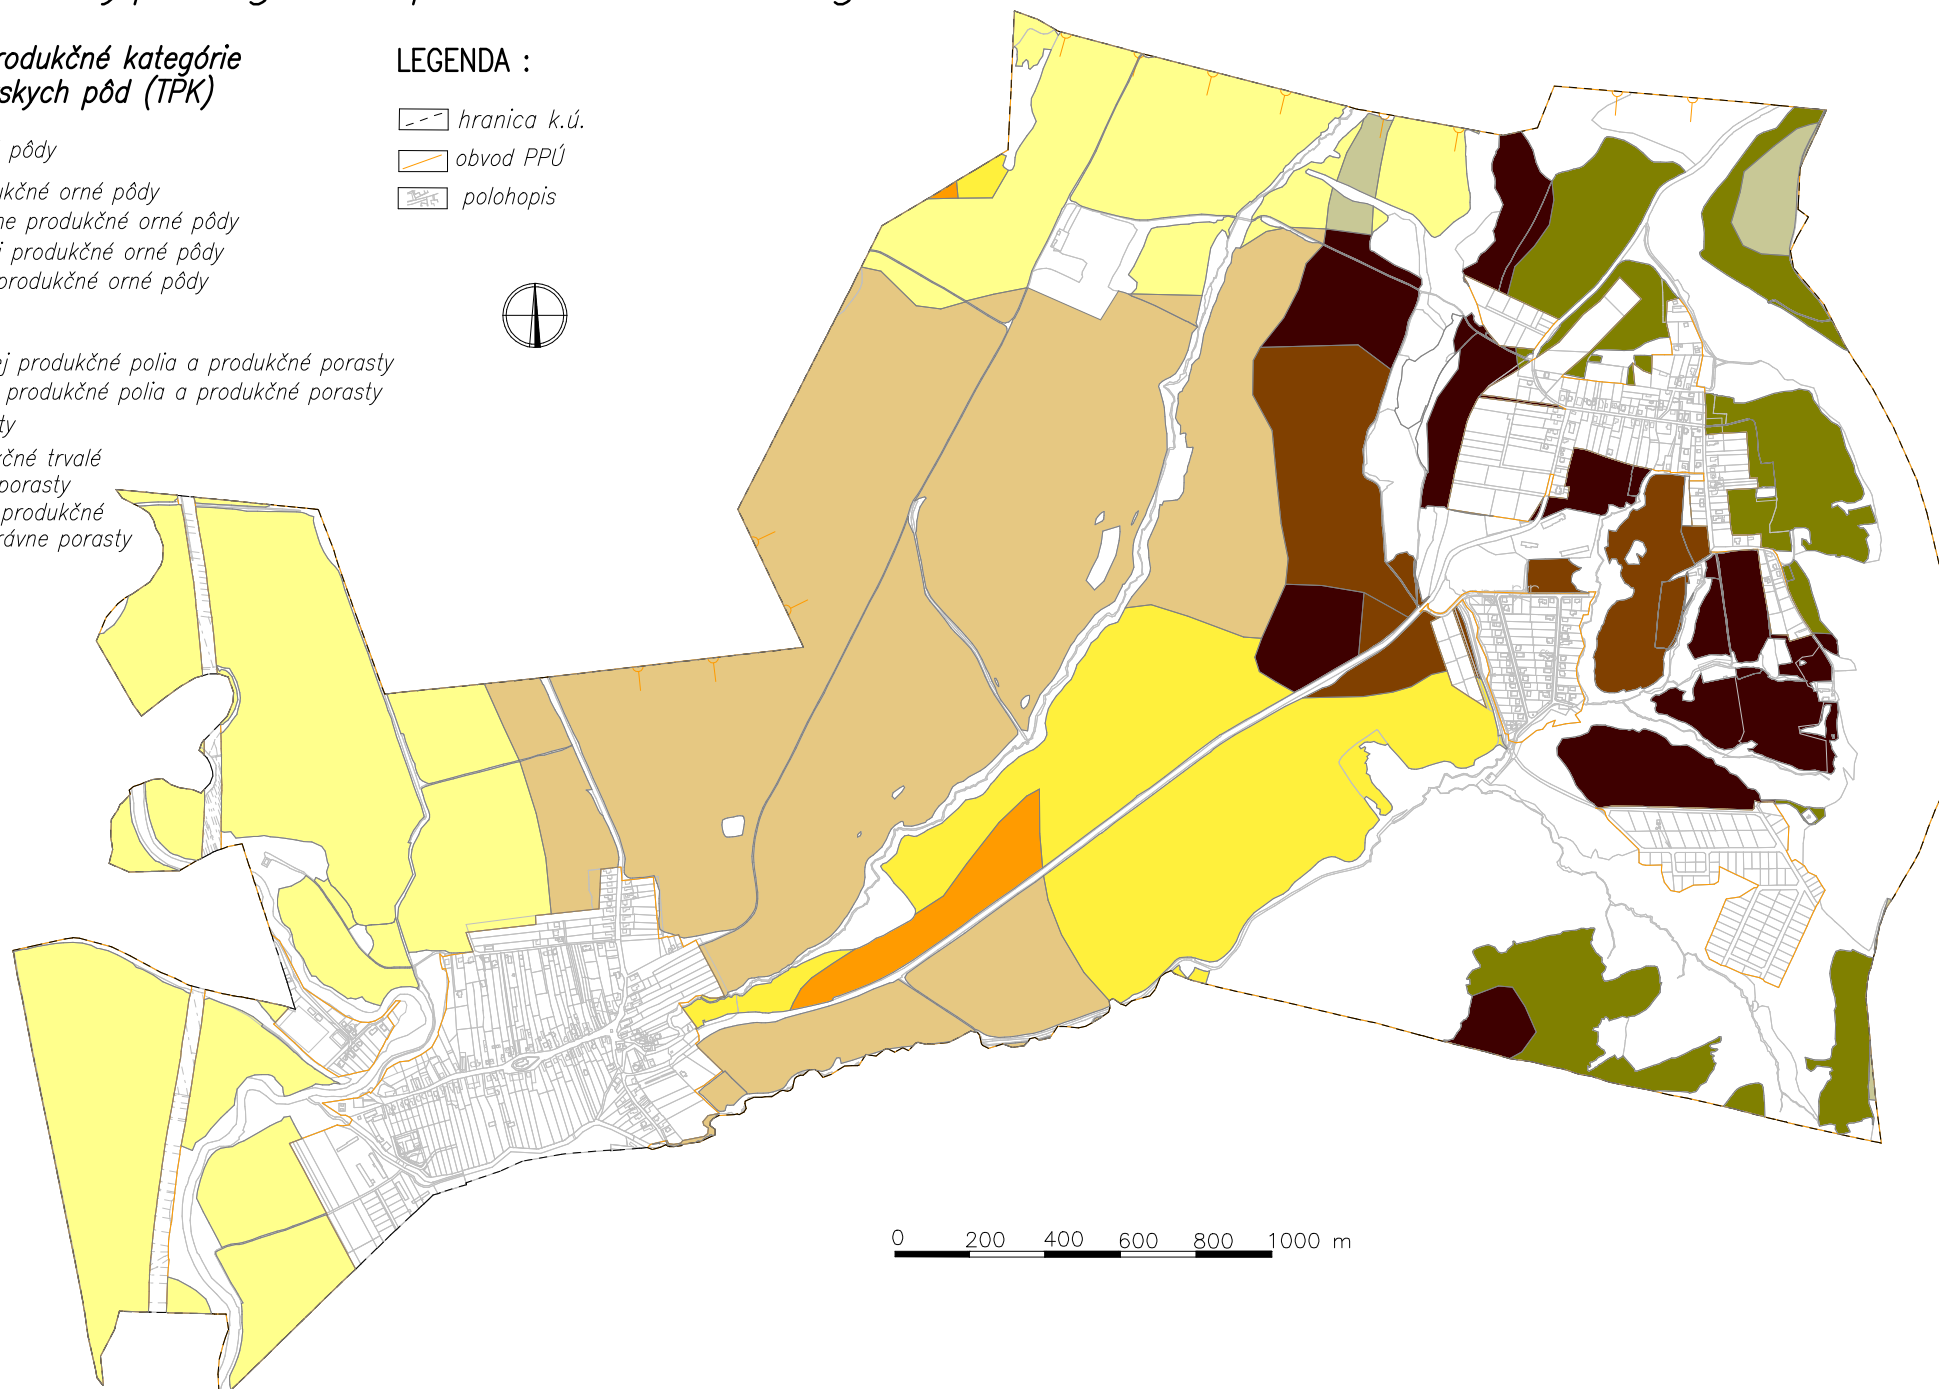 rodukčné kategórie
skych pôd (TPK)
pôdy
ukčné orné pôdy
ne produkčné orné pôdy
j produkčné orné pôdy
produkčné orné pôdy
ej produkčné polia a produkčné porasty
produkčné polia a produkčné porasty
ty
kčné trvalé
porasty
produkčné
rávne porasty
LEGENDA :
hranica k.ú.
obvod PPÚ
polohopis
0 200 400 600 800 1000 m